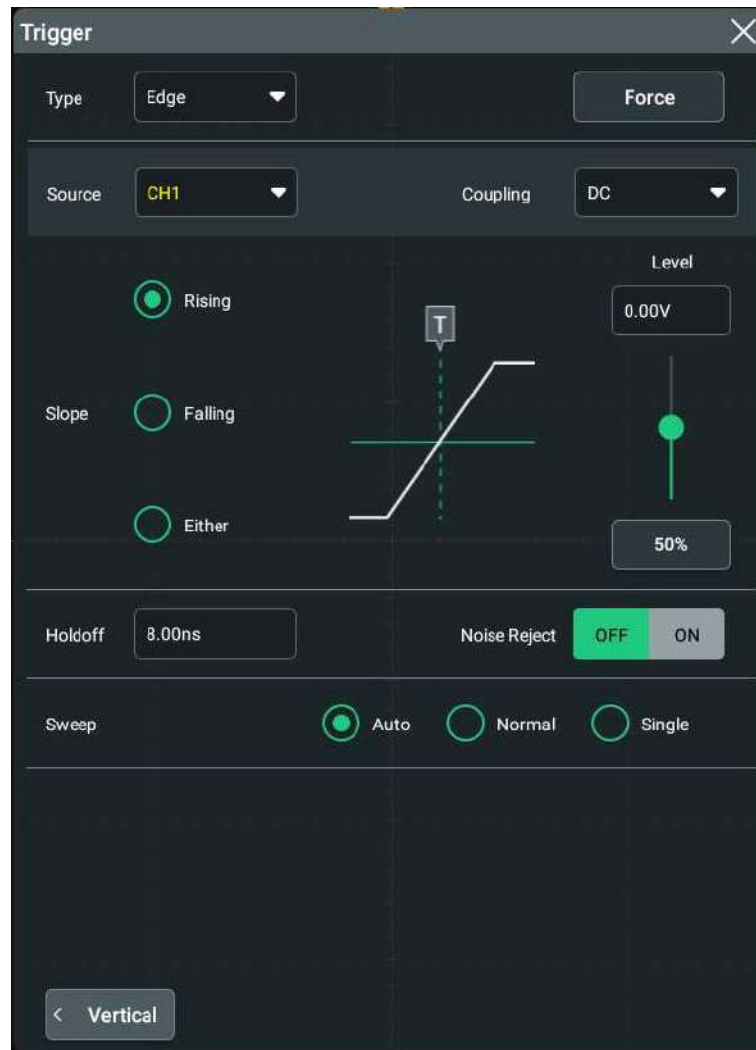 Trigger
Type Edge Force
Source CH1 Coupling DC
Level
Rising 0.00V
T
Slope Falling
Either
50%
Holdoff 8.00ns Noise Reject OFF ON
Sweep Auto Normal Single
< Vertical